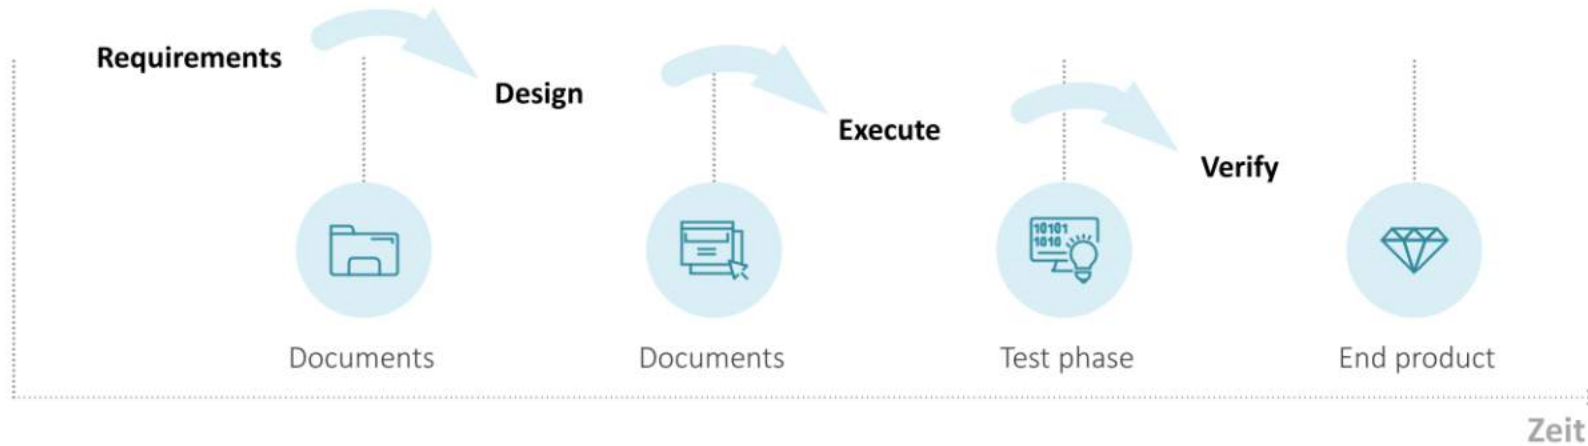 Requirements
Design
Execute
Verify
10101
1010
Documents
Documents
Test phase
End product
Zeit